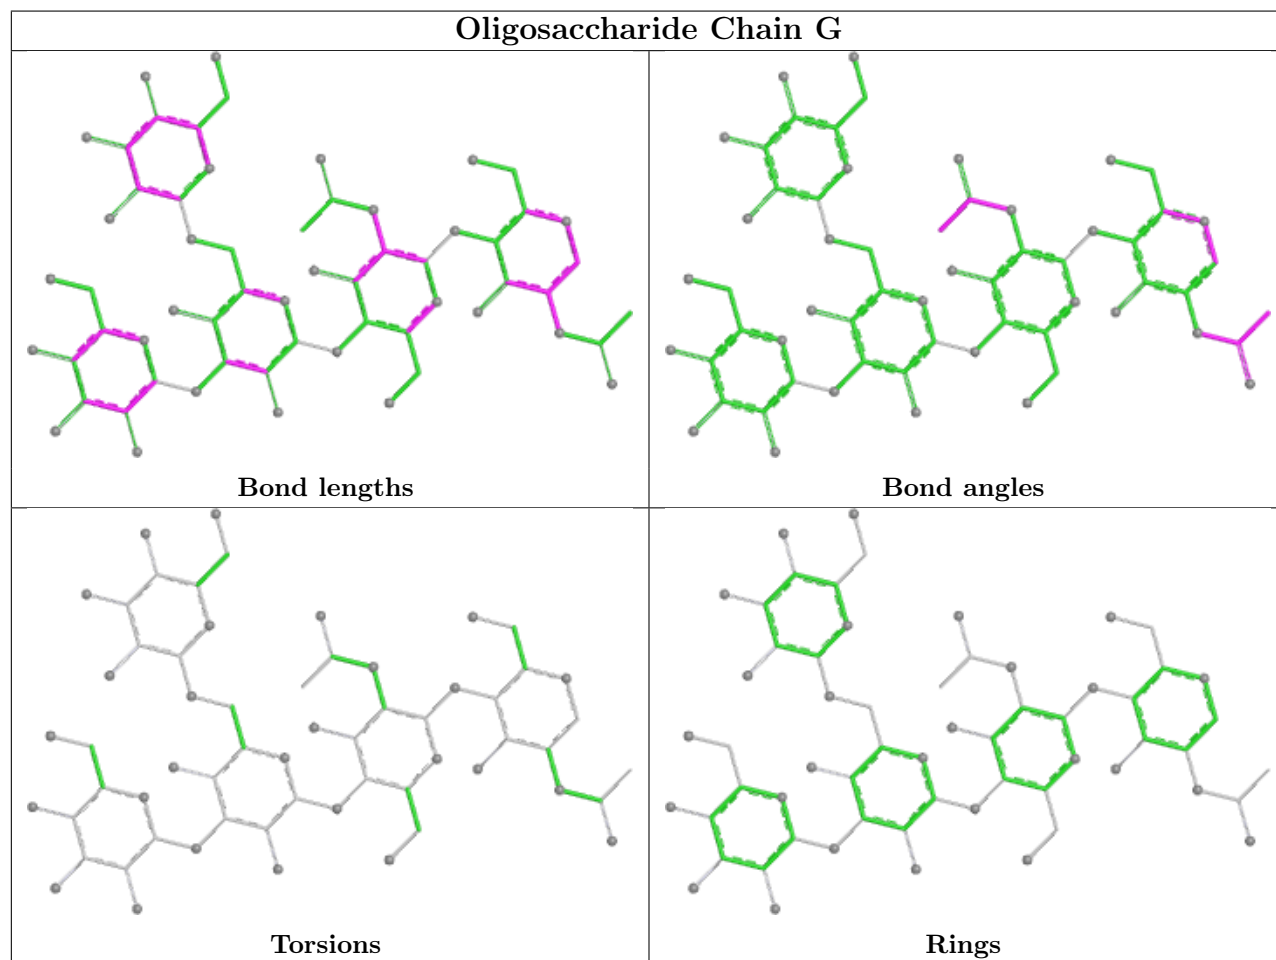 Oligosaccharide Chain G
Bond lengths
Bond angles
Torsions
Rings